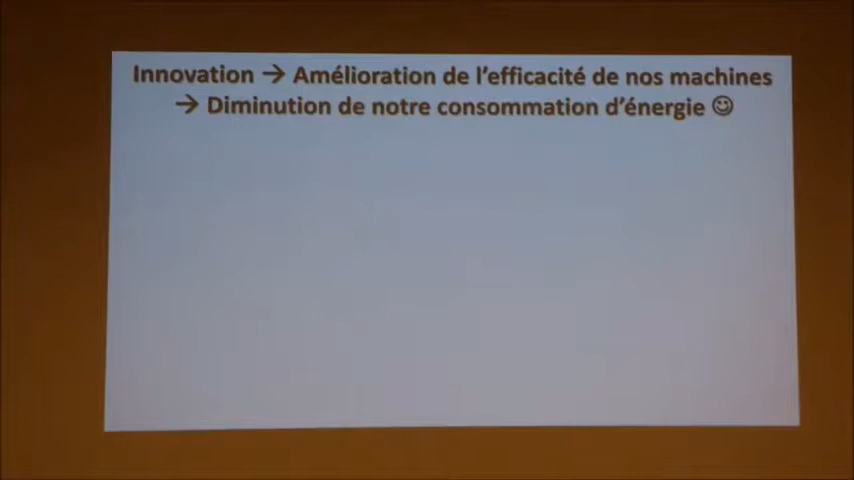 Innovation → Amélioration de l’efficacité de nos machines
→ Diminution de notre consommation d’énergie ☺